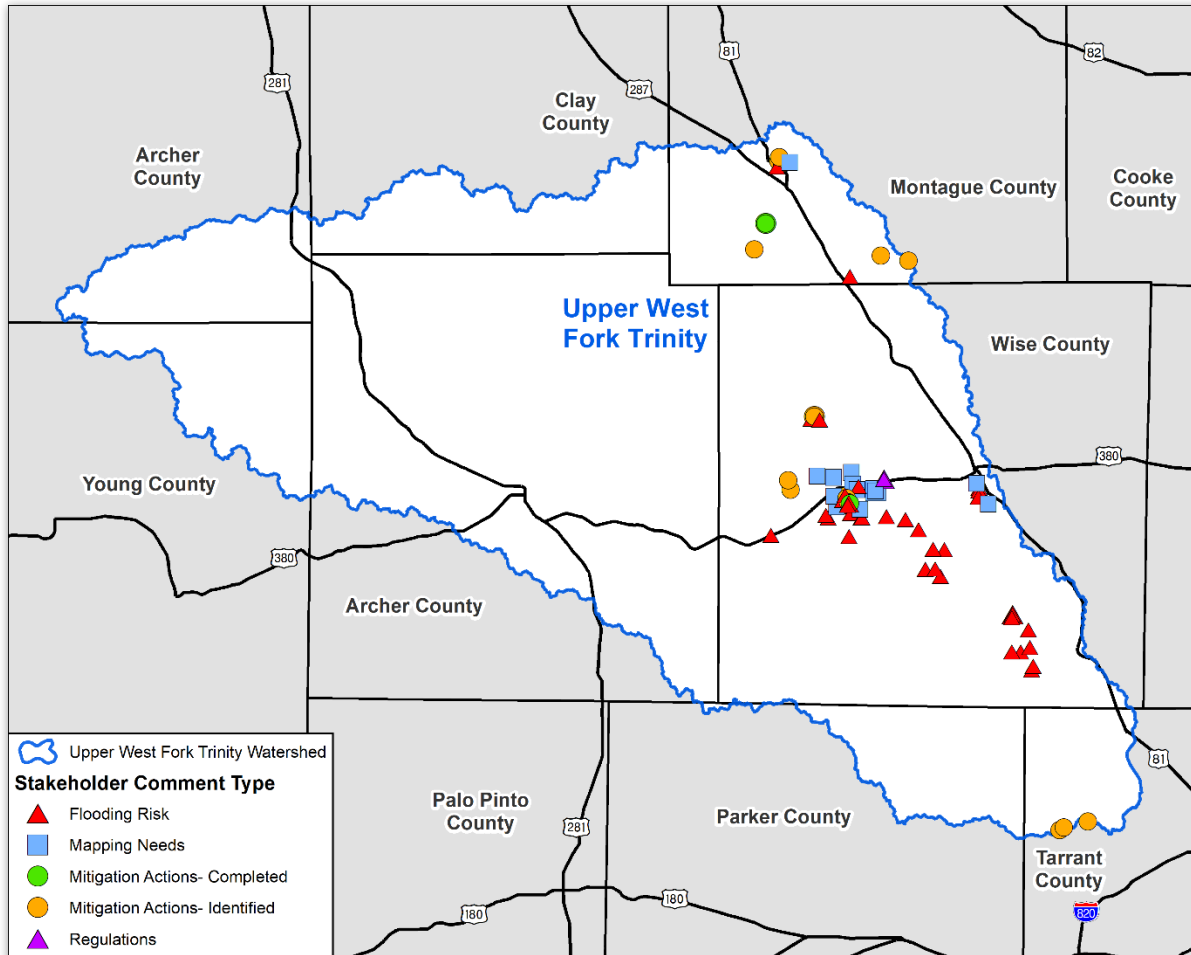 81
82
281
287
Clay
County
Archer
County
Montague County
Cooke
County
Upper West
Fork Trinity
Wise County
380
Young County
380
Archer County
81
Palo Pinto
County
281
Parker County
Tarrant
County
180
180
820
Upper West Fork Trinity Watershed
Stakeholder Comment Type
Flooding Risk
Mapping Needs
Mitigation Actions- Completed
Mitigation Actions- Identified
Regulations